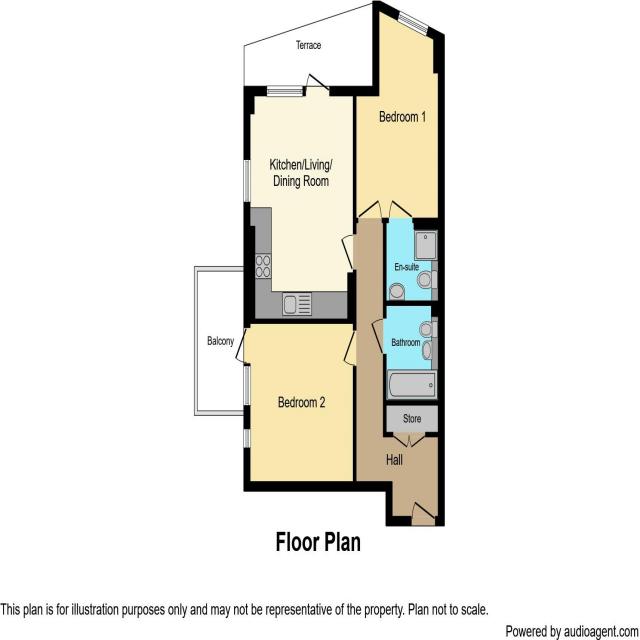 Terrace
Bedroom 1
Kitchen/Living/
Dining Room
En-suite
Balcony
Bathroom
Bedroom 2
Store
Hall
Floor Plan
This plan is for illustration purposes only and may not be representative of the property. Plan not to scale.
Powered by audioagent.com